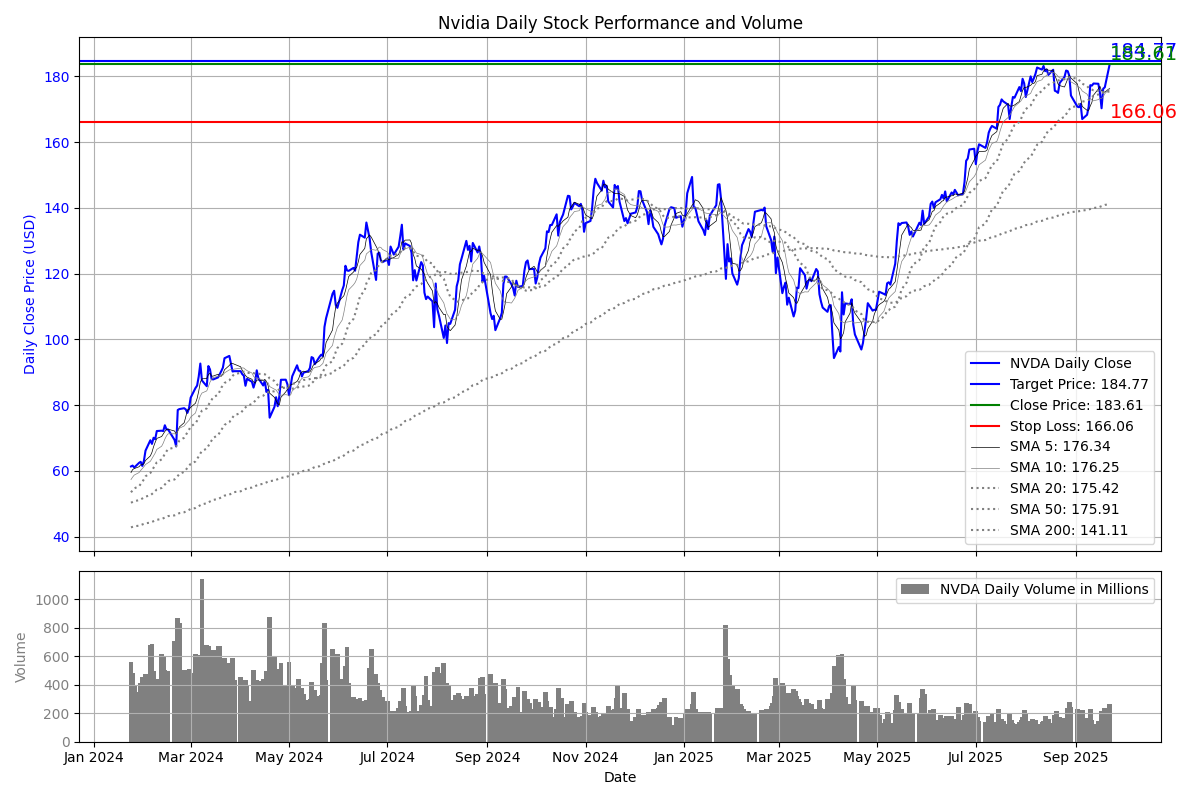 Nvidia Daily Stock Performance and Volume
184.77
183.61
166.06
Daily Close Price (USD)
180
160
140
120
100
80
60
40
NVDA Daily Close
Target Price: 184.77
Close Price: 183.61
Stop Loss: 166.06
SMA 5: 176.34
SMA 10: 176.25
SMA 20: 175.42
SMA 50: 175.91
SMA 200: 141.11
NVDA Daily Volume in Millions
Volume
1000
800
600
400
200
0
Jan 2024 Mar 2024 May 2024 Jul 2024 Sep 2024 Nov 2024 Jan 2025 Mar 2025 May 2025 Jul 2025 Sep 2025
Date